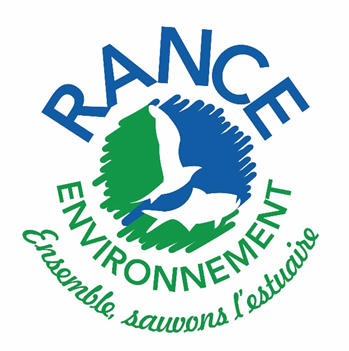 RANCE
ENVIRONNEMENT
Ensemble, sauvons l'estuaire